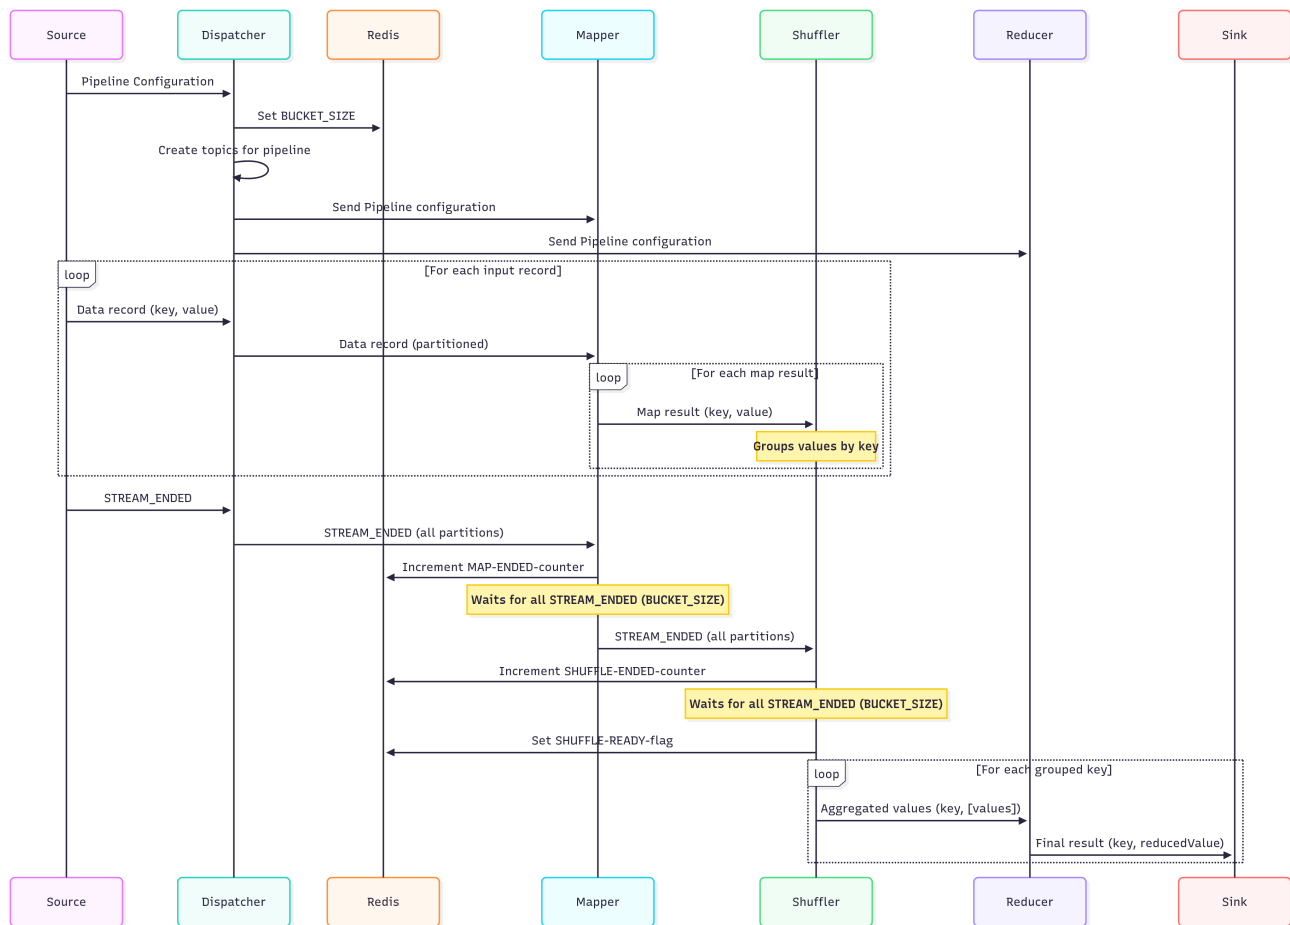 Source
Dispatcher
Redis
Mapper
Shuffler
Reducer
Sink
Pipeline Configuration
Set BUCKET_SIZE
Create topics for pipeline
Send Pipeline configuration
Send Pipeline configuration
loop
[For each input record]
Data record (key, value)
Data record (partitioned)
loop
[For each map result]
Map result (key, value)
Groups values by key
STREAM_ENDED
STREAM_ENDED (all partitions)
Increment MAP-ENDED-counter
Waits for all STREAM_ENDED (BUCKET_SIZE)
STREAM_ENDED (all partitions)
Increment SHUFFLE-ENDED-counter
Waits for all STREAM_ENDED (BUCKET_SIZE)
Set SHUFFLE-READY-flag
loop
[For each grouped key]
Aggregated values (key, [values])
Final result (key, reducedValue)
Source
Dispatcher
Redis
Mapper
Shuffler
Reducer
Sink